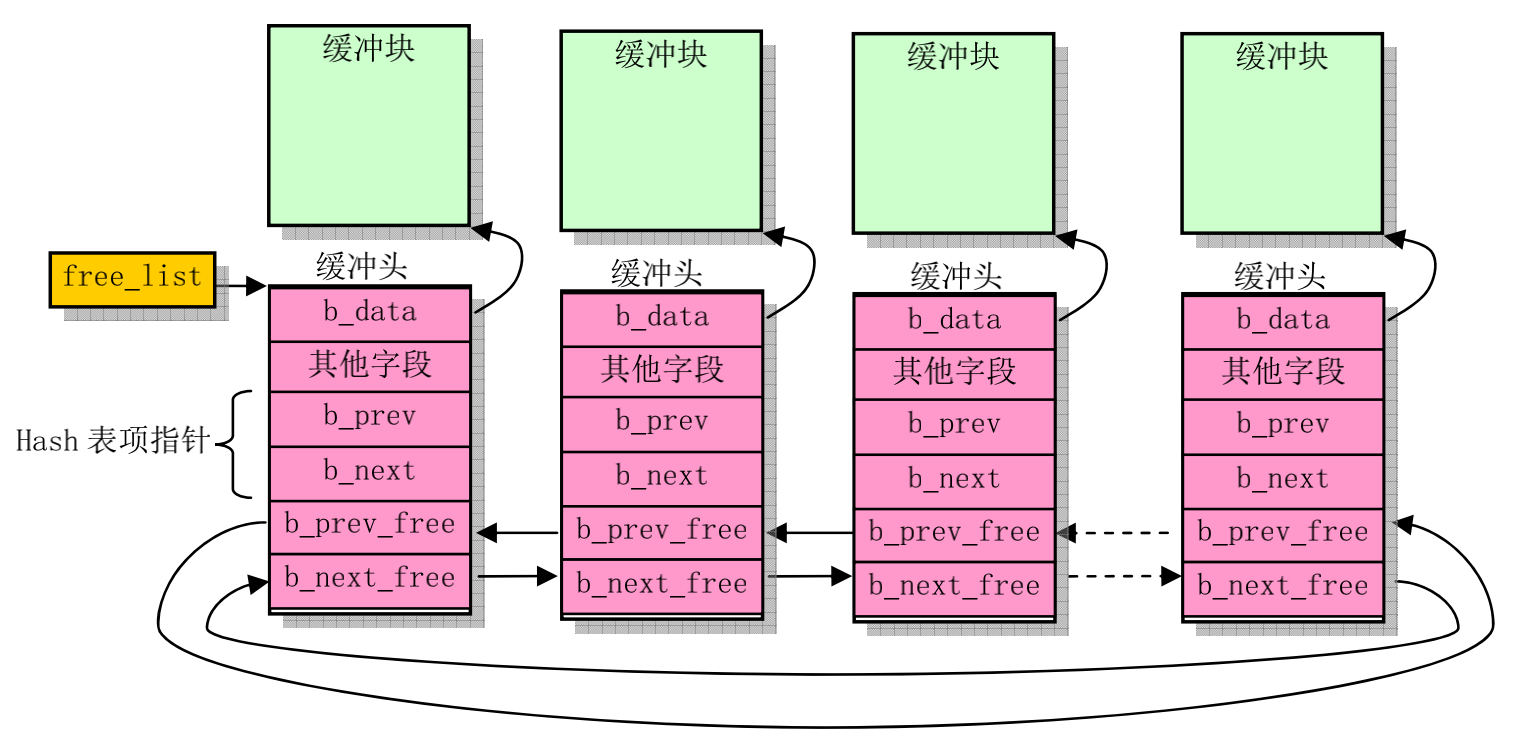 缓冲块
缓冲块
缓冲块
缓冲块
free_list
缓冲头
缓冲头
缓冲头
缓冲头
b_data
b_data
b_data
b_data
其他字段
其他字段
其他字段
其他字段
Hash 表项指针
b_prev
b_prev
b_prev
b_prev
b_next
b_next
b_next
b_next
b_prev_free
b_prev_free
b_prev_free
b_prev_free
b_next_free
b_next_free
b_next_free
b_next_free